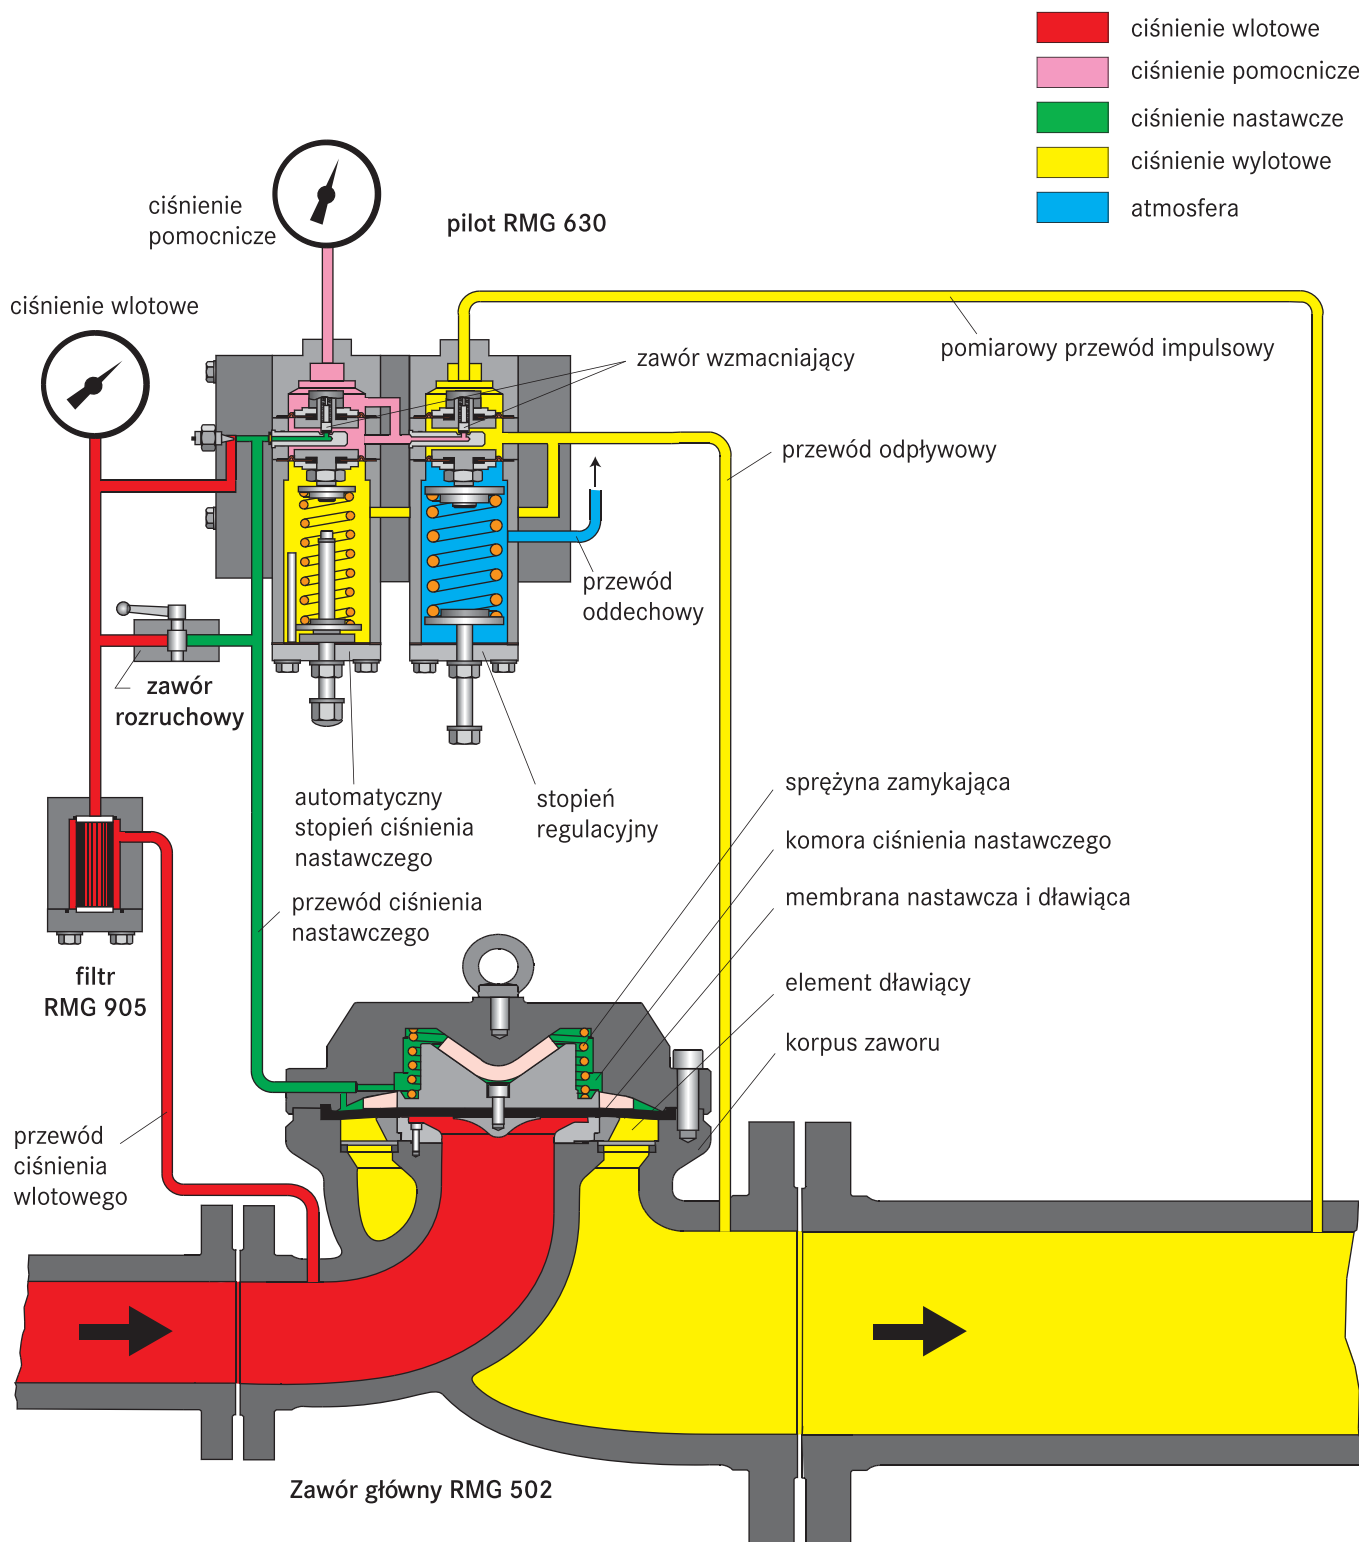 ciśnienie wlotowe
ciśnienie pomocnicze
ciśnienie nastawcze
ciśnienie wylotowe
atmosfera
ciśnienie
pomocnicze
pilot RMG 630
ciśnienie wlotowe
zawór wzmacniający
pomiarowy przewód impulsowy
przewód odpływowy
przewód
oddechowy
zawór
rozruchowy
automatyczny
stopień ciśnienia
nastawczego
stopień
regulacyjny
sprężyna zamykająca
komora ciśnienia nastawczego
membrana nastawcza i dławiąca
przewód ciśnienia
nastawczego
filtr
RMG 905
element dławiący
korpus zaworu
przewód
ciśnienia
wlotowego
Zawór główny RMG 502